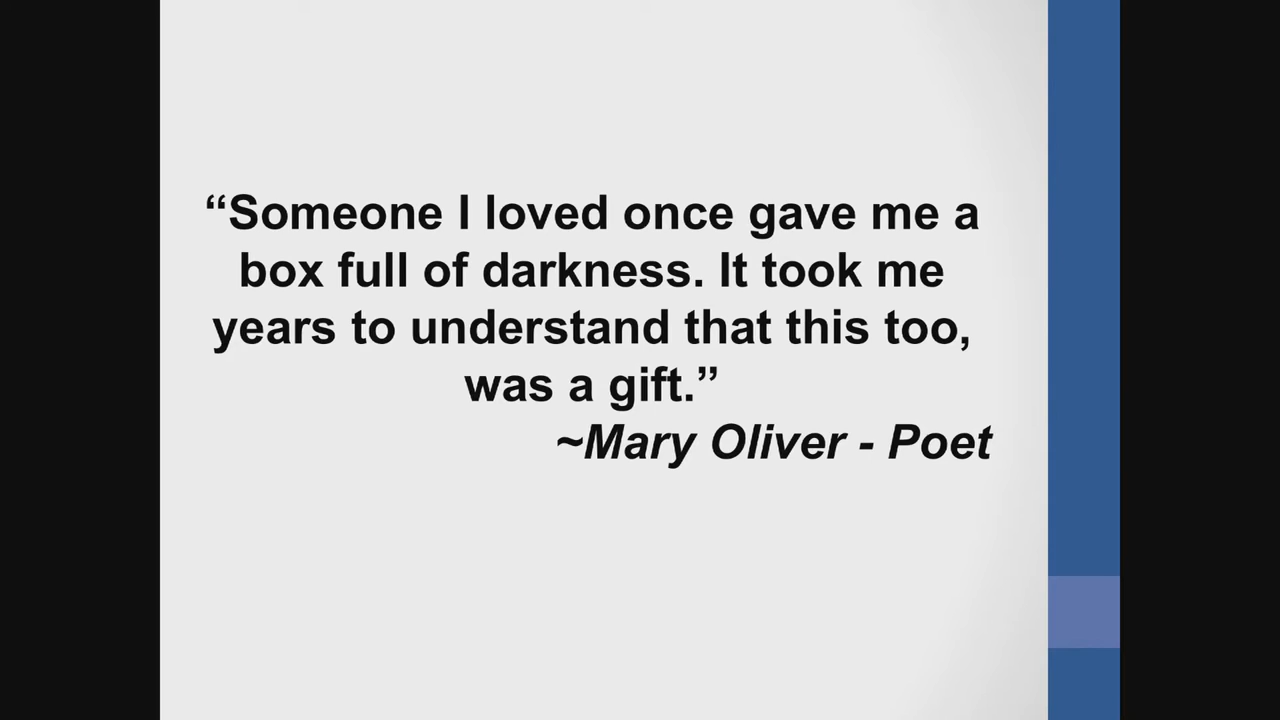 “Someone I loved once gave me a
box full of darkness. It took me
years to understand that this too,
was a gift.”
~Mary Oliver - Poet